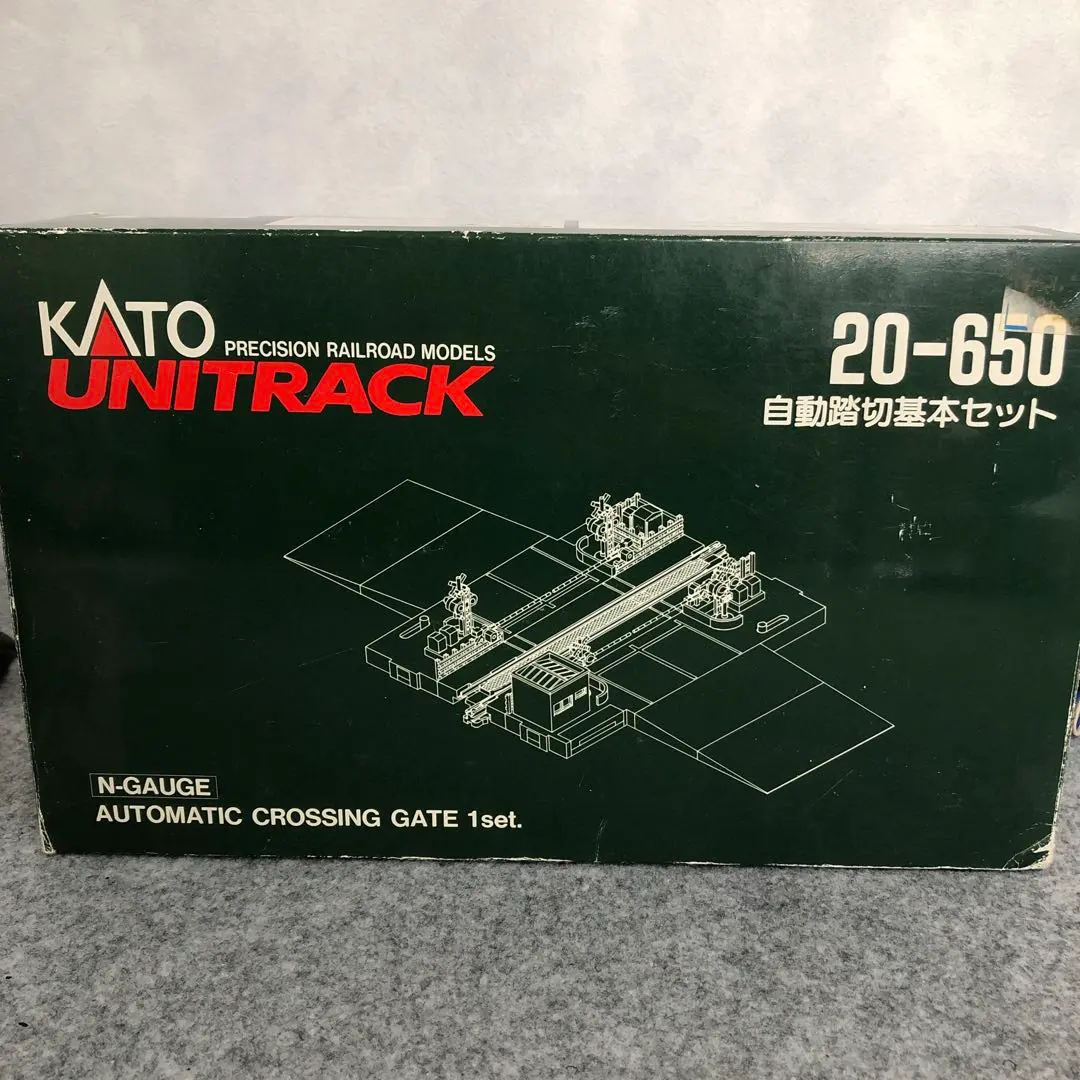 KATO PRECISION RAILROAD MODELS
UNITRACK
20-650
自動踏切基本セット
N-GAUGE
AUTOMATIC CROSSING GATE 1set.